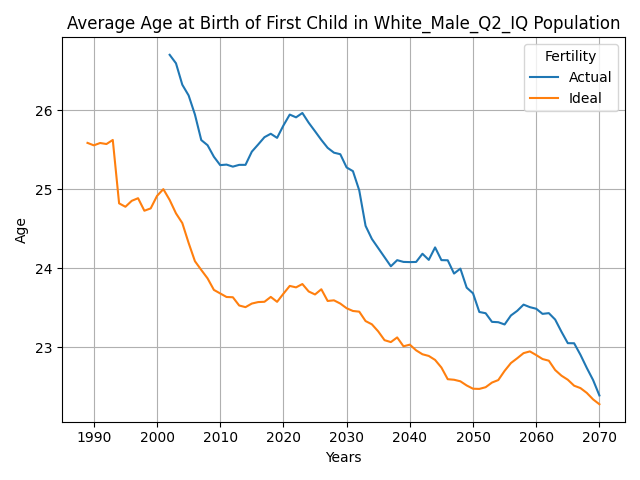 Average Age at Birth of First Child in White_Male_Q2_IQ Population
Fertility
Actual
Ideal
Age
26
25
24
23
1990 2000 2010 2020 2030 2040 2050 2060 2070
Years